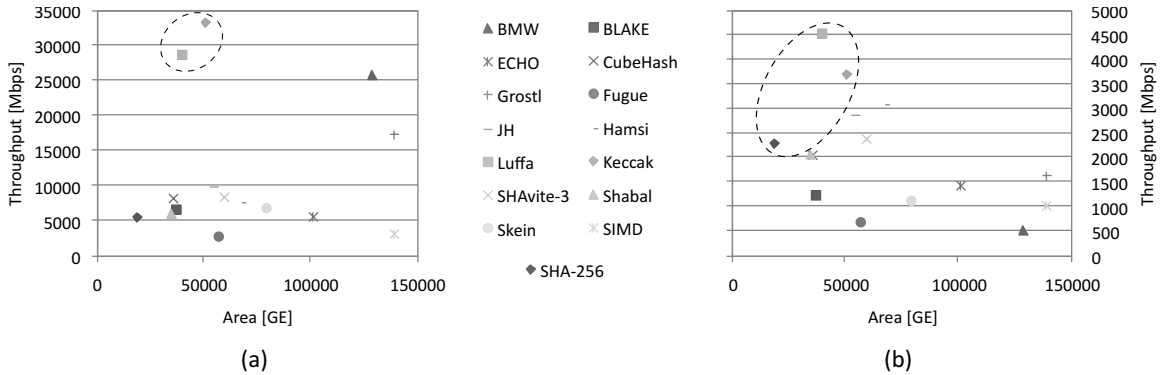 Throughput [Mbps]
35000
30000
25000
20000
15000
10000
5000
0
0 50000 100000 150000
Area [GE]
(a)
BMW BLAKE
ECHO CubeHash
Grostl Fugue
JH Hamsi
Luffa Keccak
SHAvite-3 Shabal
Skein SIMD
SHA-256
5000
4500
4000
3500
3000
2500
2000
1500
1000
500
0
Throughput [Mbps]
0 50000 100000 150000
Area [GE]
(b)